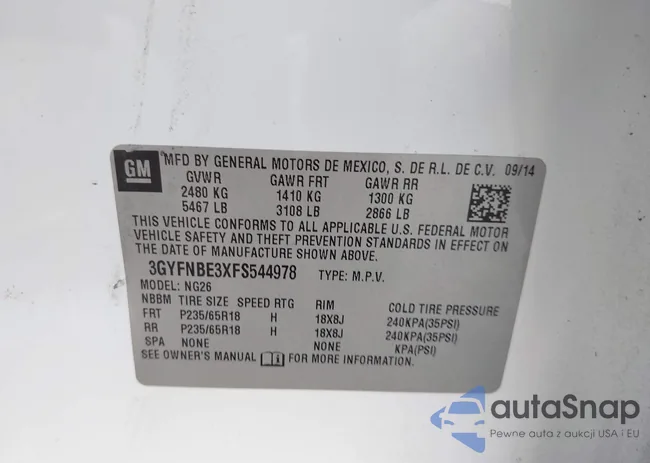 GM
MFD BY GENERAL MOTORS DE MEXICO, S. DE R.L. DE C.V. 09/14
GVWR GAWR FRT GAWR RR
2480 KG 1410 KG 1300 KG
5467 LB 3108 LB 2866 LB
THIS VEHICLE CONFORMS TO ALL APPLICABLE U.S. FEDERAL MOTOR
VEHICLE SAFETY AND THEFT PREVENTION STANDARDS IN EFFECT ON
THE DATE OF MANUFACTURE SHOWN ABOVE.
3GYFNBE3XFS544978 TYPE: M.P.V.
MODEL: NG26
NBBM TIRE SIZE SPEED RTG RIM COLD TIRE PRESSURE
FRT P235/65R18 H 18X8J 240KPA(35PSI)
RR P235/65R18 H 18X8J 240KPA(35PSI)
SPA NONE NONE KPA(PSI)
SEE OWNER'S MANUAL FOR MORE INFORMATION.
autaSnap
Pewne auta z aukcji USA i EU